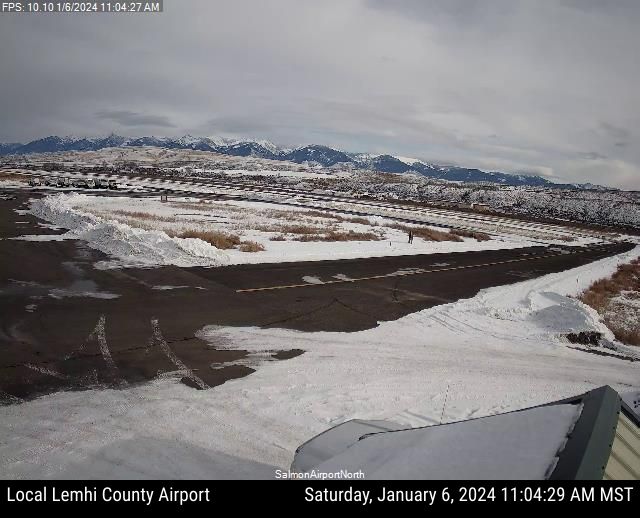 FPS: 10.10 1/6/2024 11:04:27 AM
SalmonAirportNorth
Local Lemhi County Airport
Saturday, January 6, 2024 11:04:29 AM MST